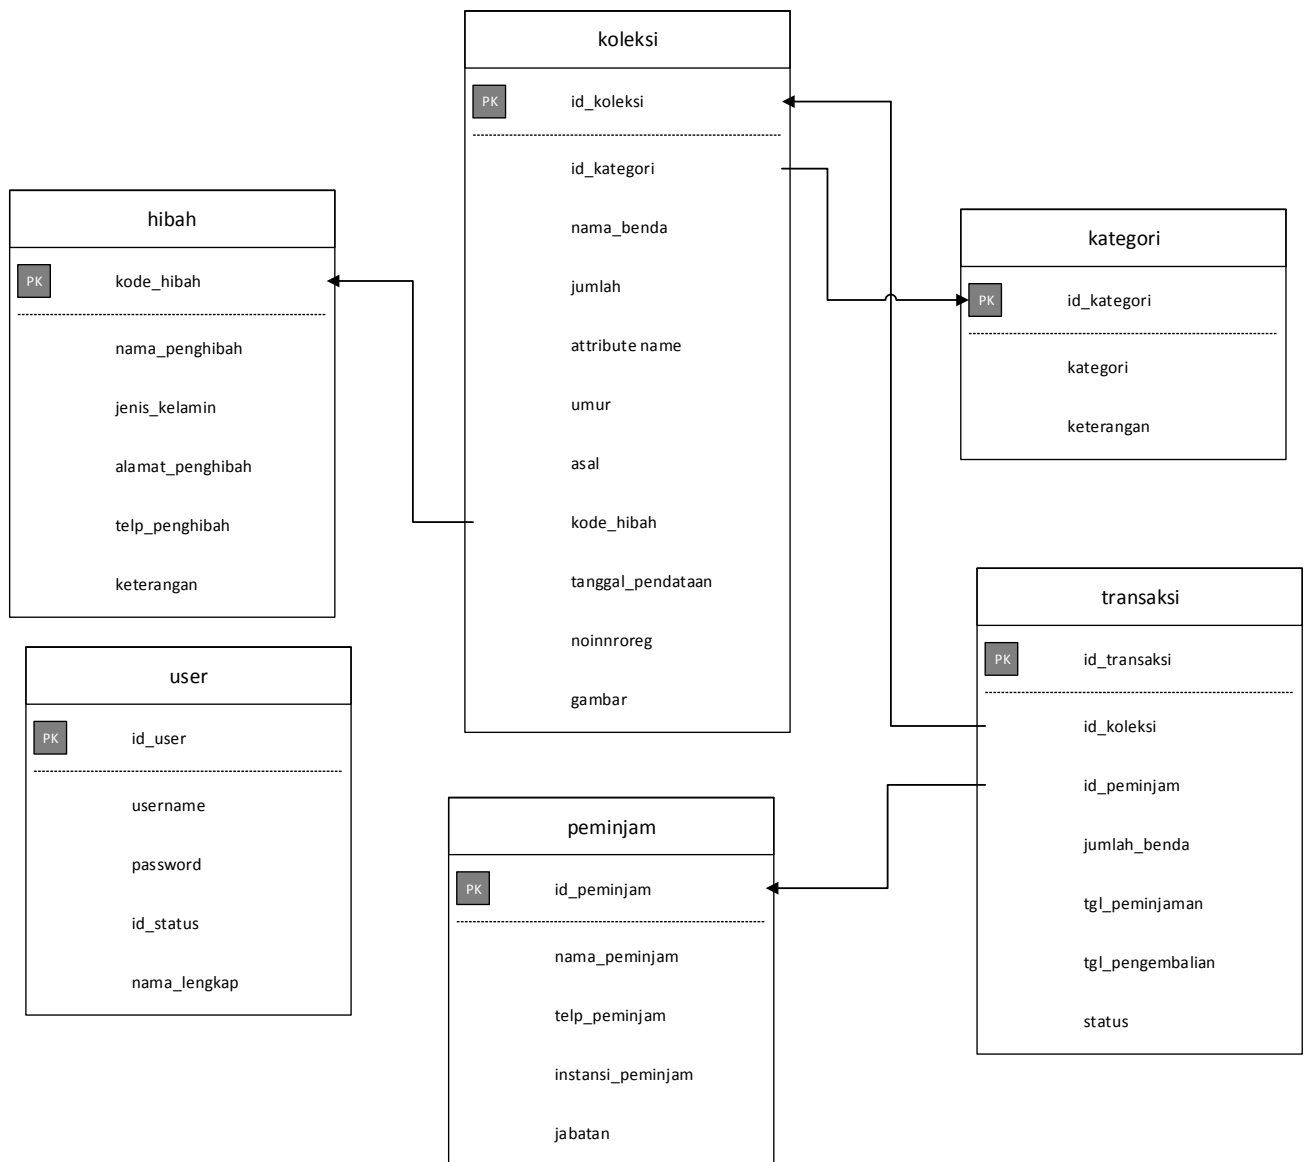 koleksi
PK id_koleksi
id_kategori
nama_benda
jumlah
attribute name
umur
asal
kode_hibah
tanggal_pendataan
noinnroreg
gambar
hibah
PK kode_hibah
nama_penghibah
jenis_kelamin
alamat_penghibah
telp_penghibah
keterangan
kategori
PK id_kategori
kategori
keterangan
user
PK id_user
username
password
id_status
nama_lengkap
peminjam
PK id_peminjam
nama_peminjam
telp_peminjam
instansi_peminjam
jabatan
transaksi
PK id_transaksi
id_koleksi
id_peminjam
jumlah_benda
tgl_peminjaman
tgl_pengembalian
status